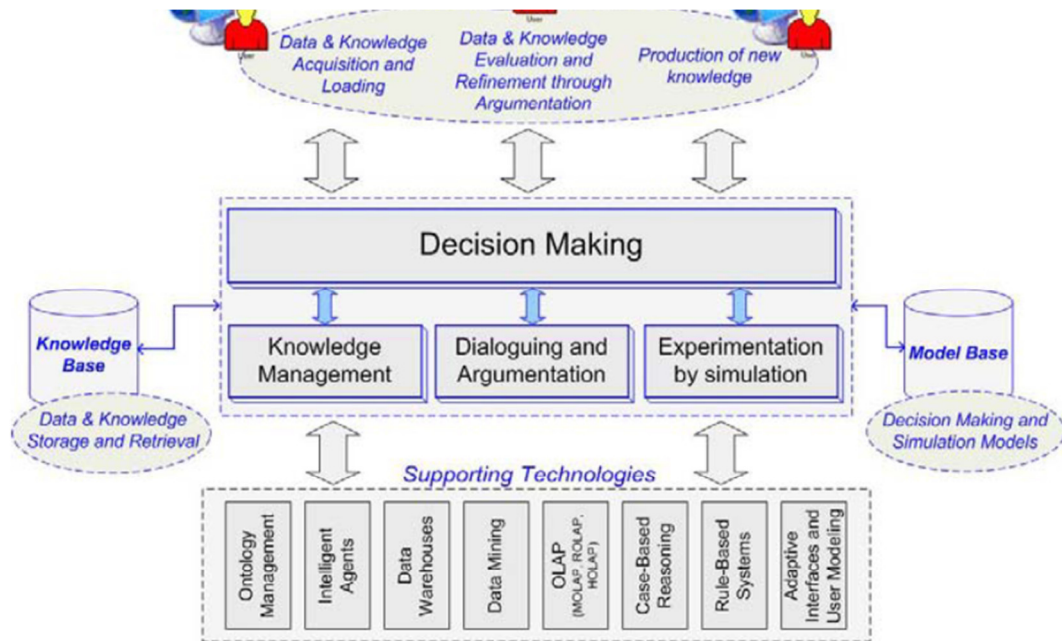 User
User
User
Data & Knowledge
Acquisition and
Loading
Data & Knowledge
Evaluation and
Refinement through
Argumentation
Production of new
knowledge
Decision Making
Knowledge
Base
Data & Knowledge
Storage and Retrieval
Knowledge
Management
Dialoguing and
Argumentation
Experimentation
by simulation
Model Base
Decision Making and
Simulation Models
Supporting Technologies
Ontology
Management
Intelligent
Agents
Data
Warehouses
Data Mining
OLAP
(MOLAP, ROLAP,
HOLAP)
Case-Based
Reasoning
Rule-Based
Systems
Adaptive
Interfaces and
User Modeling